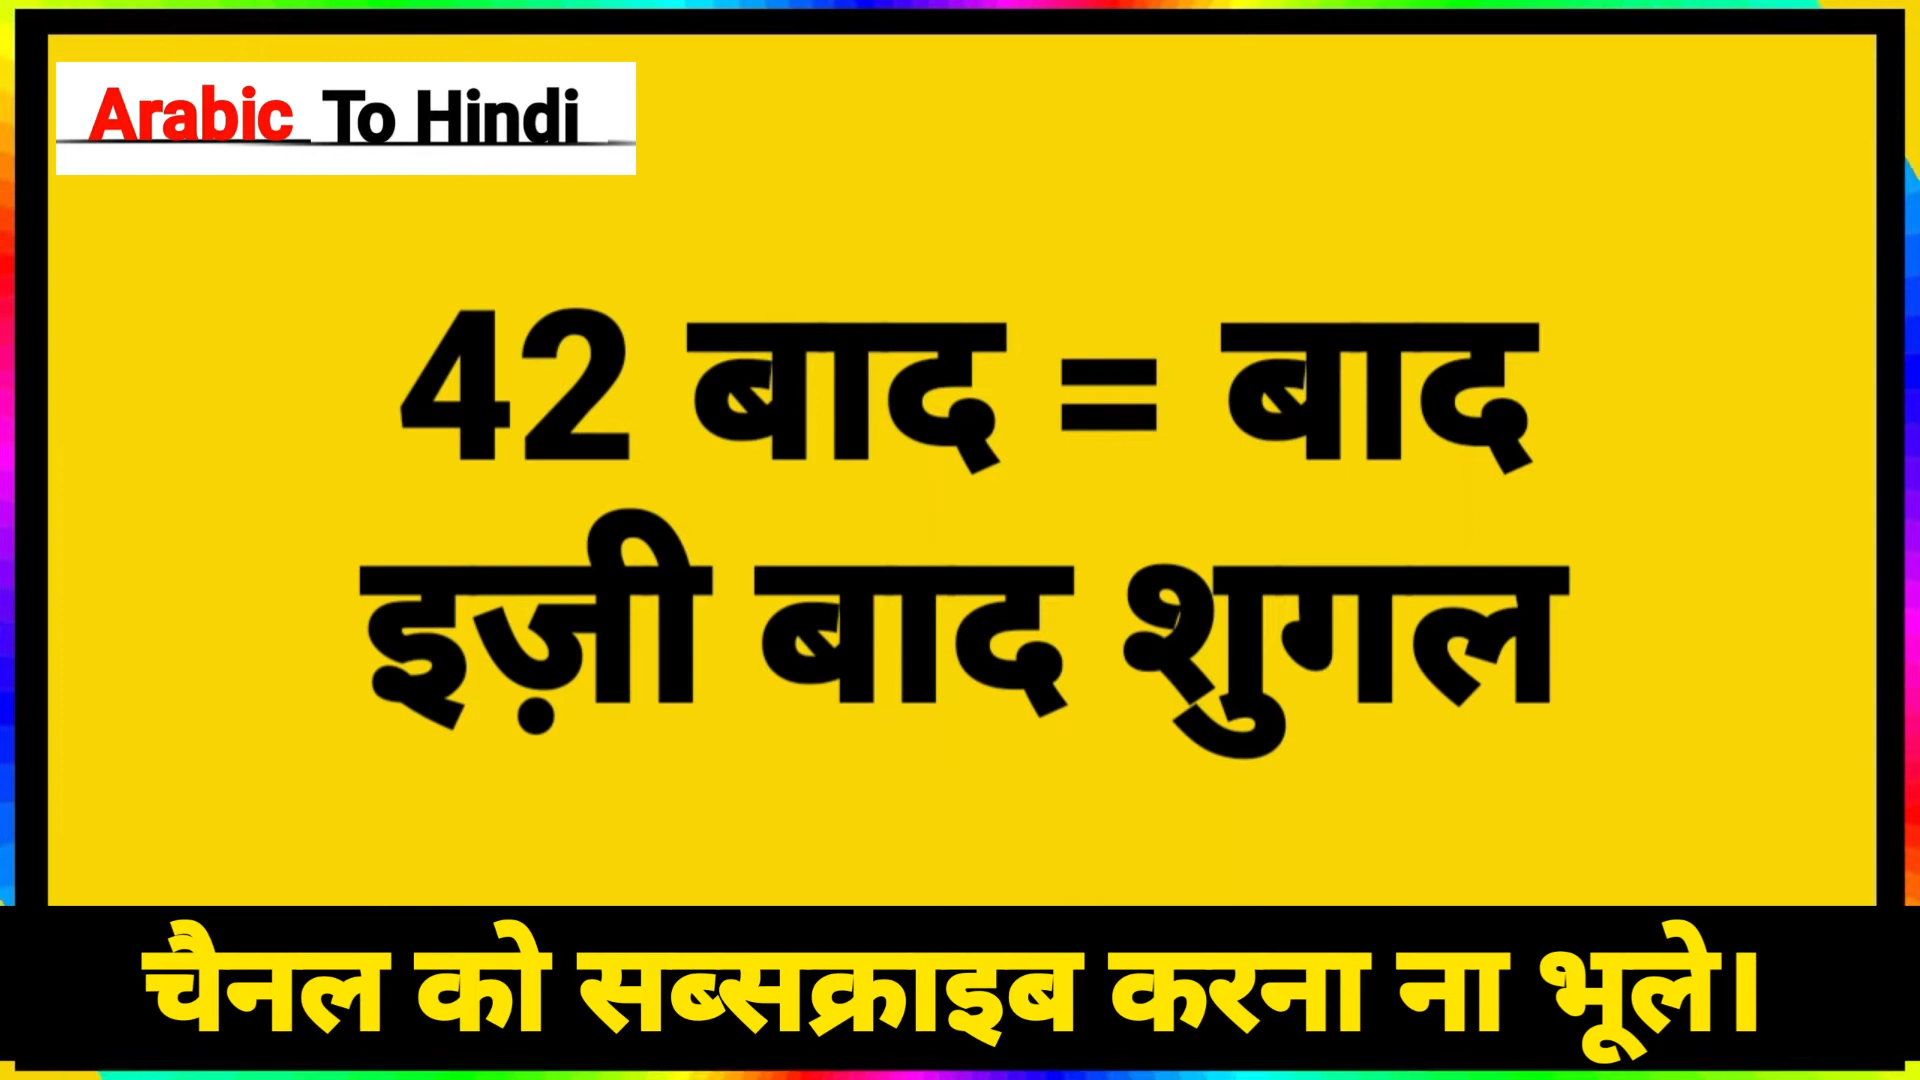 Arabic To Hindi
42 बाद = बाद
इज़ी बाद शुगल
चैनल को सब्सक्राइब करना ना भूले।